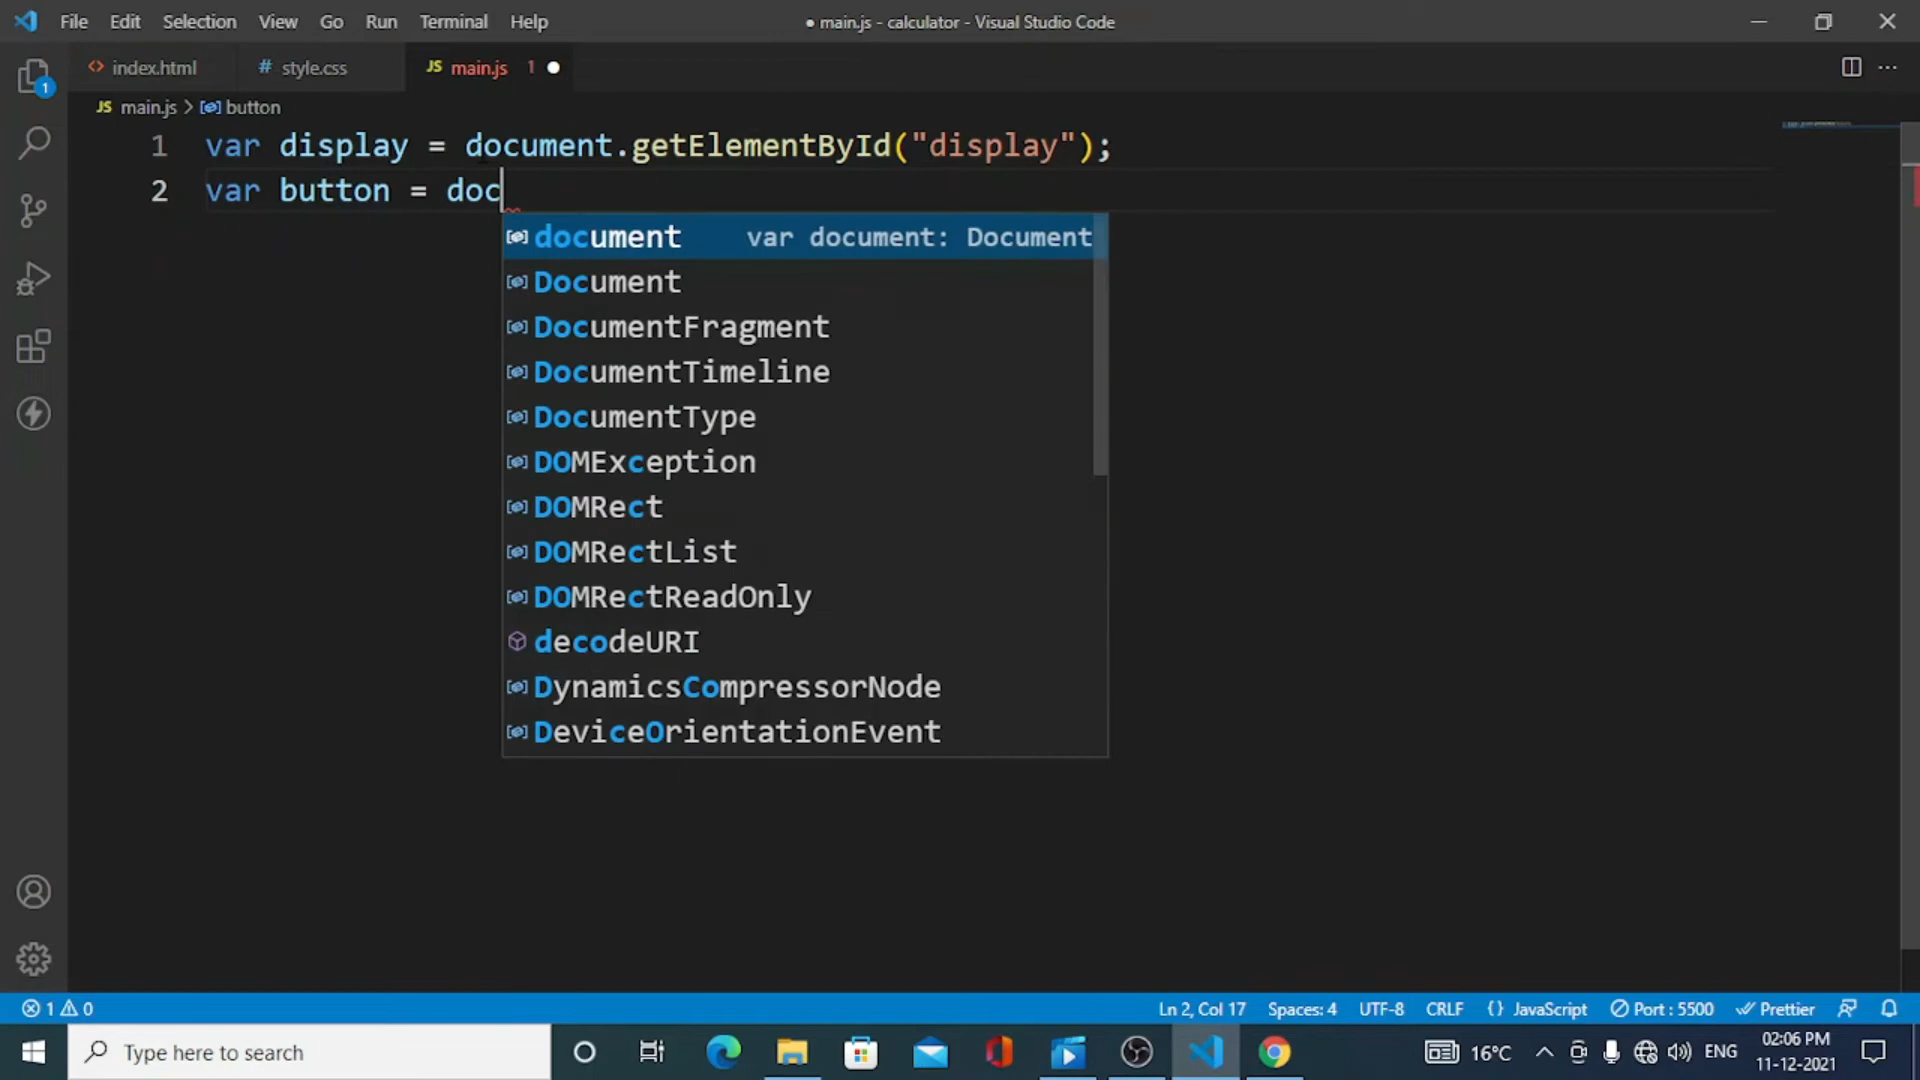 File Edit Selection View Go Run Terminal Help
● main.js - calculator - Visual Studio Code
index.html
# style.css
JS main.js 1
JS main.js > button
1 var display = document.getElementById("display");
2 var button = doc
document var document: Document
Document
DocumentFragment
DocumentTimeline
DocumentType
DOMException
DOMRect
DOMRectList
DOMRectReadOnly
decodeURI
DynamicsCompressorNode
DeviceOrientationEvent
1
1 0
Ln 2, Col 17 Spaces: 4 UTF-8 CRLF {} JavaScript Port : 5500 Prettier
Type here to search
16°C ENG 02:06 PM
11-12-2021